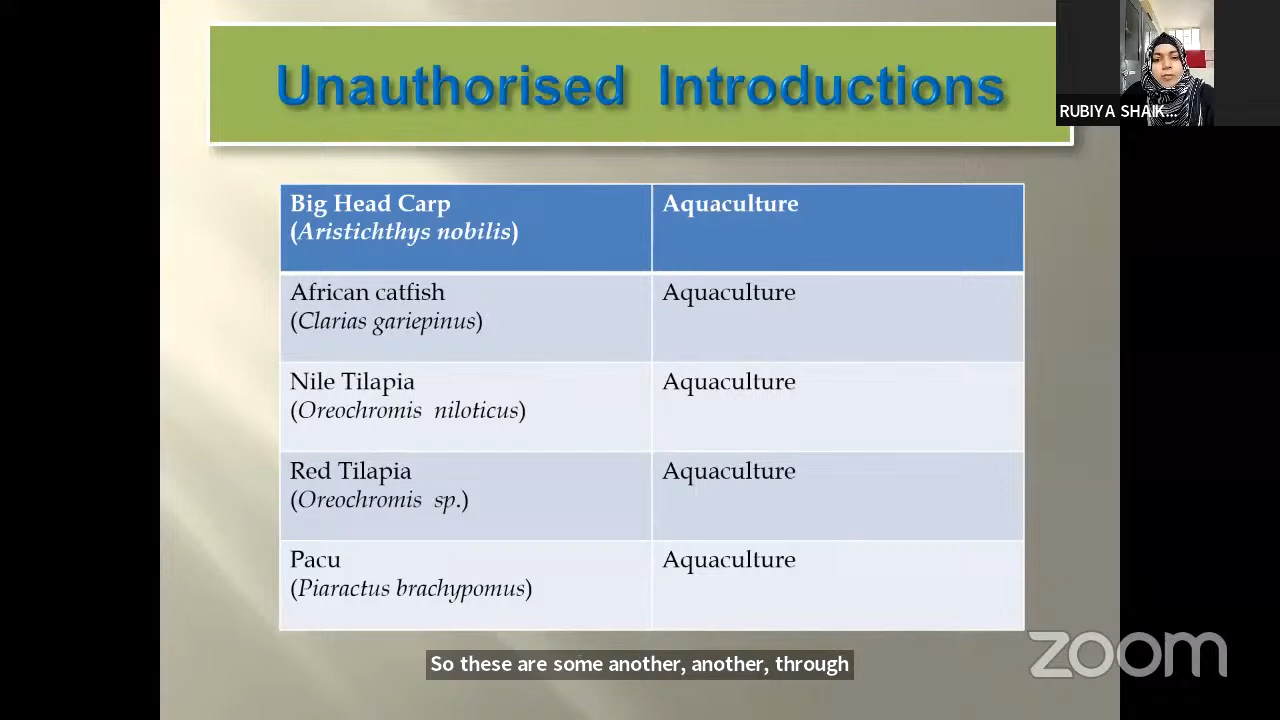 Unauthorised Introductions
RUBIYA SHAIK...
Big Head Carp
(Aristichthys nobilis)
Aquaculture
African catfish
(Clarias gariepinus)
Aquaculture
Nile Tilapia
(Oreochromis niloticus)
Aquaculture
Red Tilapia
(Oreochromis sp.)
Aquaculture
Pacu
(Piaractus brachypomus)
Aquaculture
So these are some another, another, through
zoom